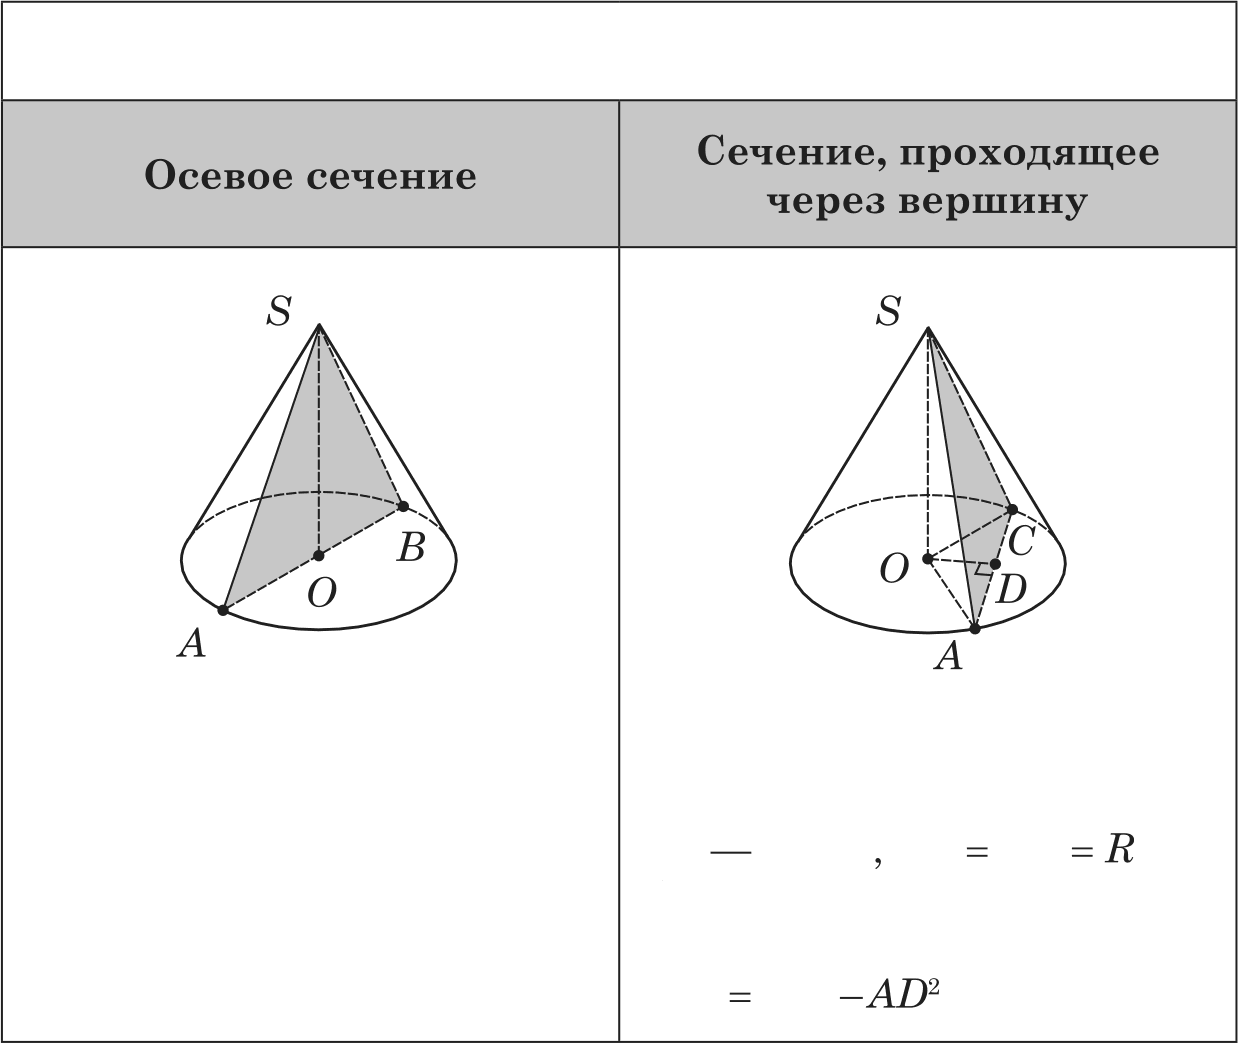 Осевое сечение
Сечение, проходящее
через вершину
S
B
O
A
S
C
O
D
A
— , = = R
= –AD²